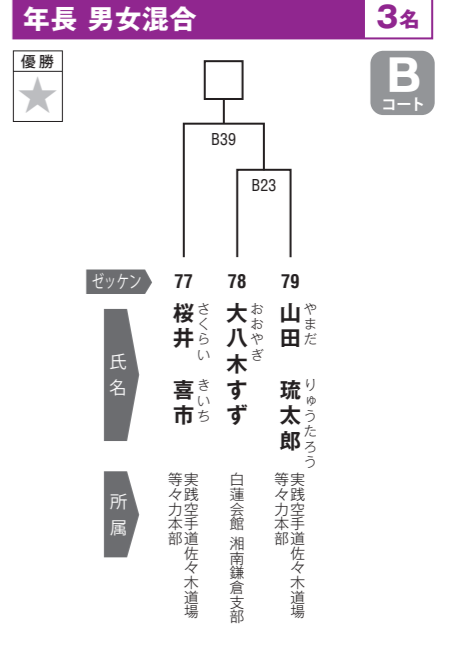 年長 男女混合
3名
優勝
B
コート
B39
B23
ゼッケン
77
78
79
氏名
桜井 喜市
さくらい きいち
大八木 すず
おおやぎ
山田 琉太郎
やまだ りゅうたろう
所属
実践空手道佐々木道場
等々力本部
白蓮会館 湘南鎌倉支部
実践空手道佐々木道場
等々力本部